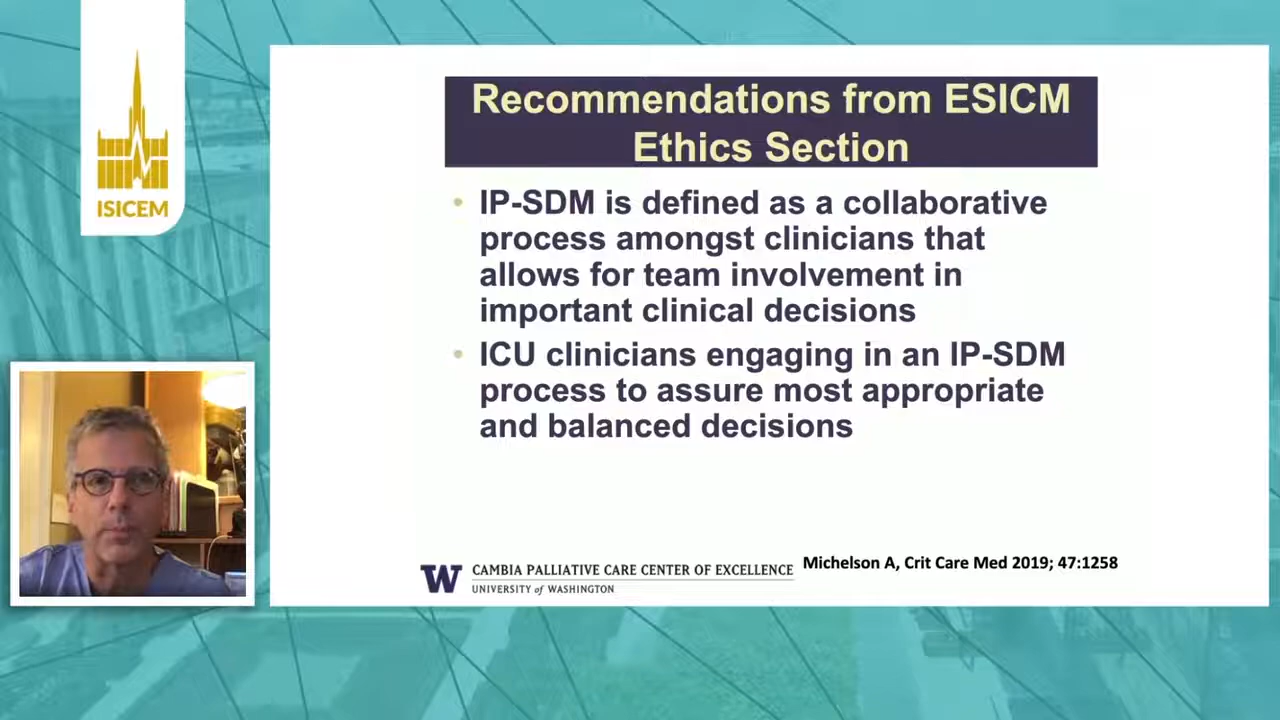 ISICEM
Recommendations from ESICM
Ethics Section
• IP-SDM is defined as a collaborative
process amongst clinicians that
allows for team involvement in
important clinical decisions
• ICU clinicians engaging in an IP-SDM
process to assure most appropriate
and balanced decisions
W CAMBIA PALLIATIVE CARE CENTER OF EXCELLENCE
UNIVERSITY of WASHINGTON
Michelson A, Crit Care Med 2019; 47:1258